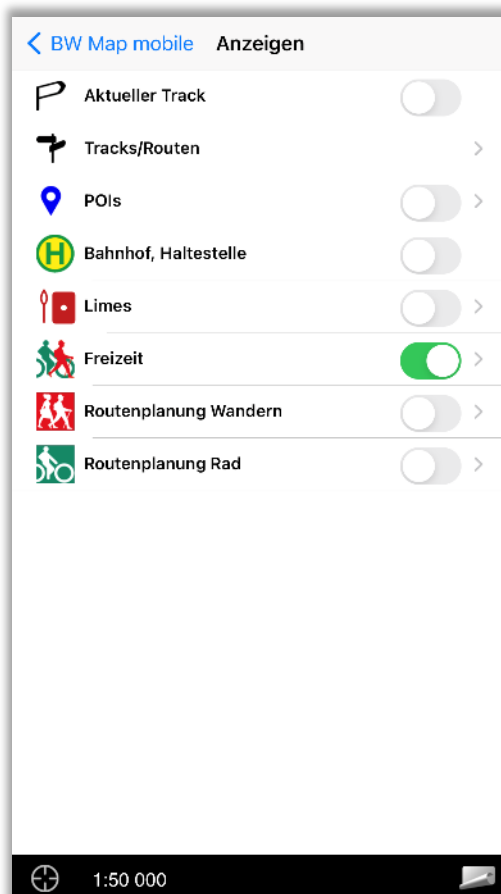 BW Map mobile Anzeigen
Aktueller Track
Tracks/Routen
POIs
H Bahnhof, Haltestelle
Limes
Freizeit
Routenplanung Wandern
Routenplanung Rad
1:50 000